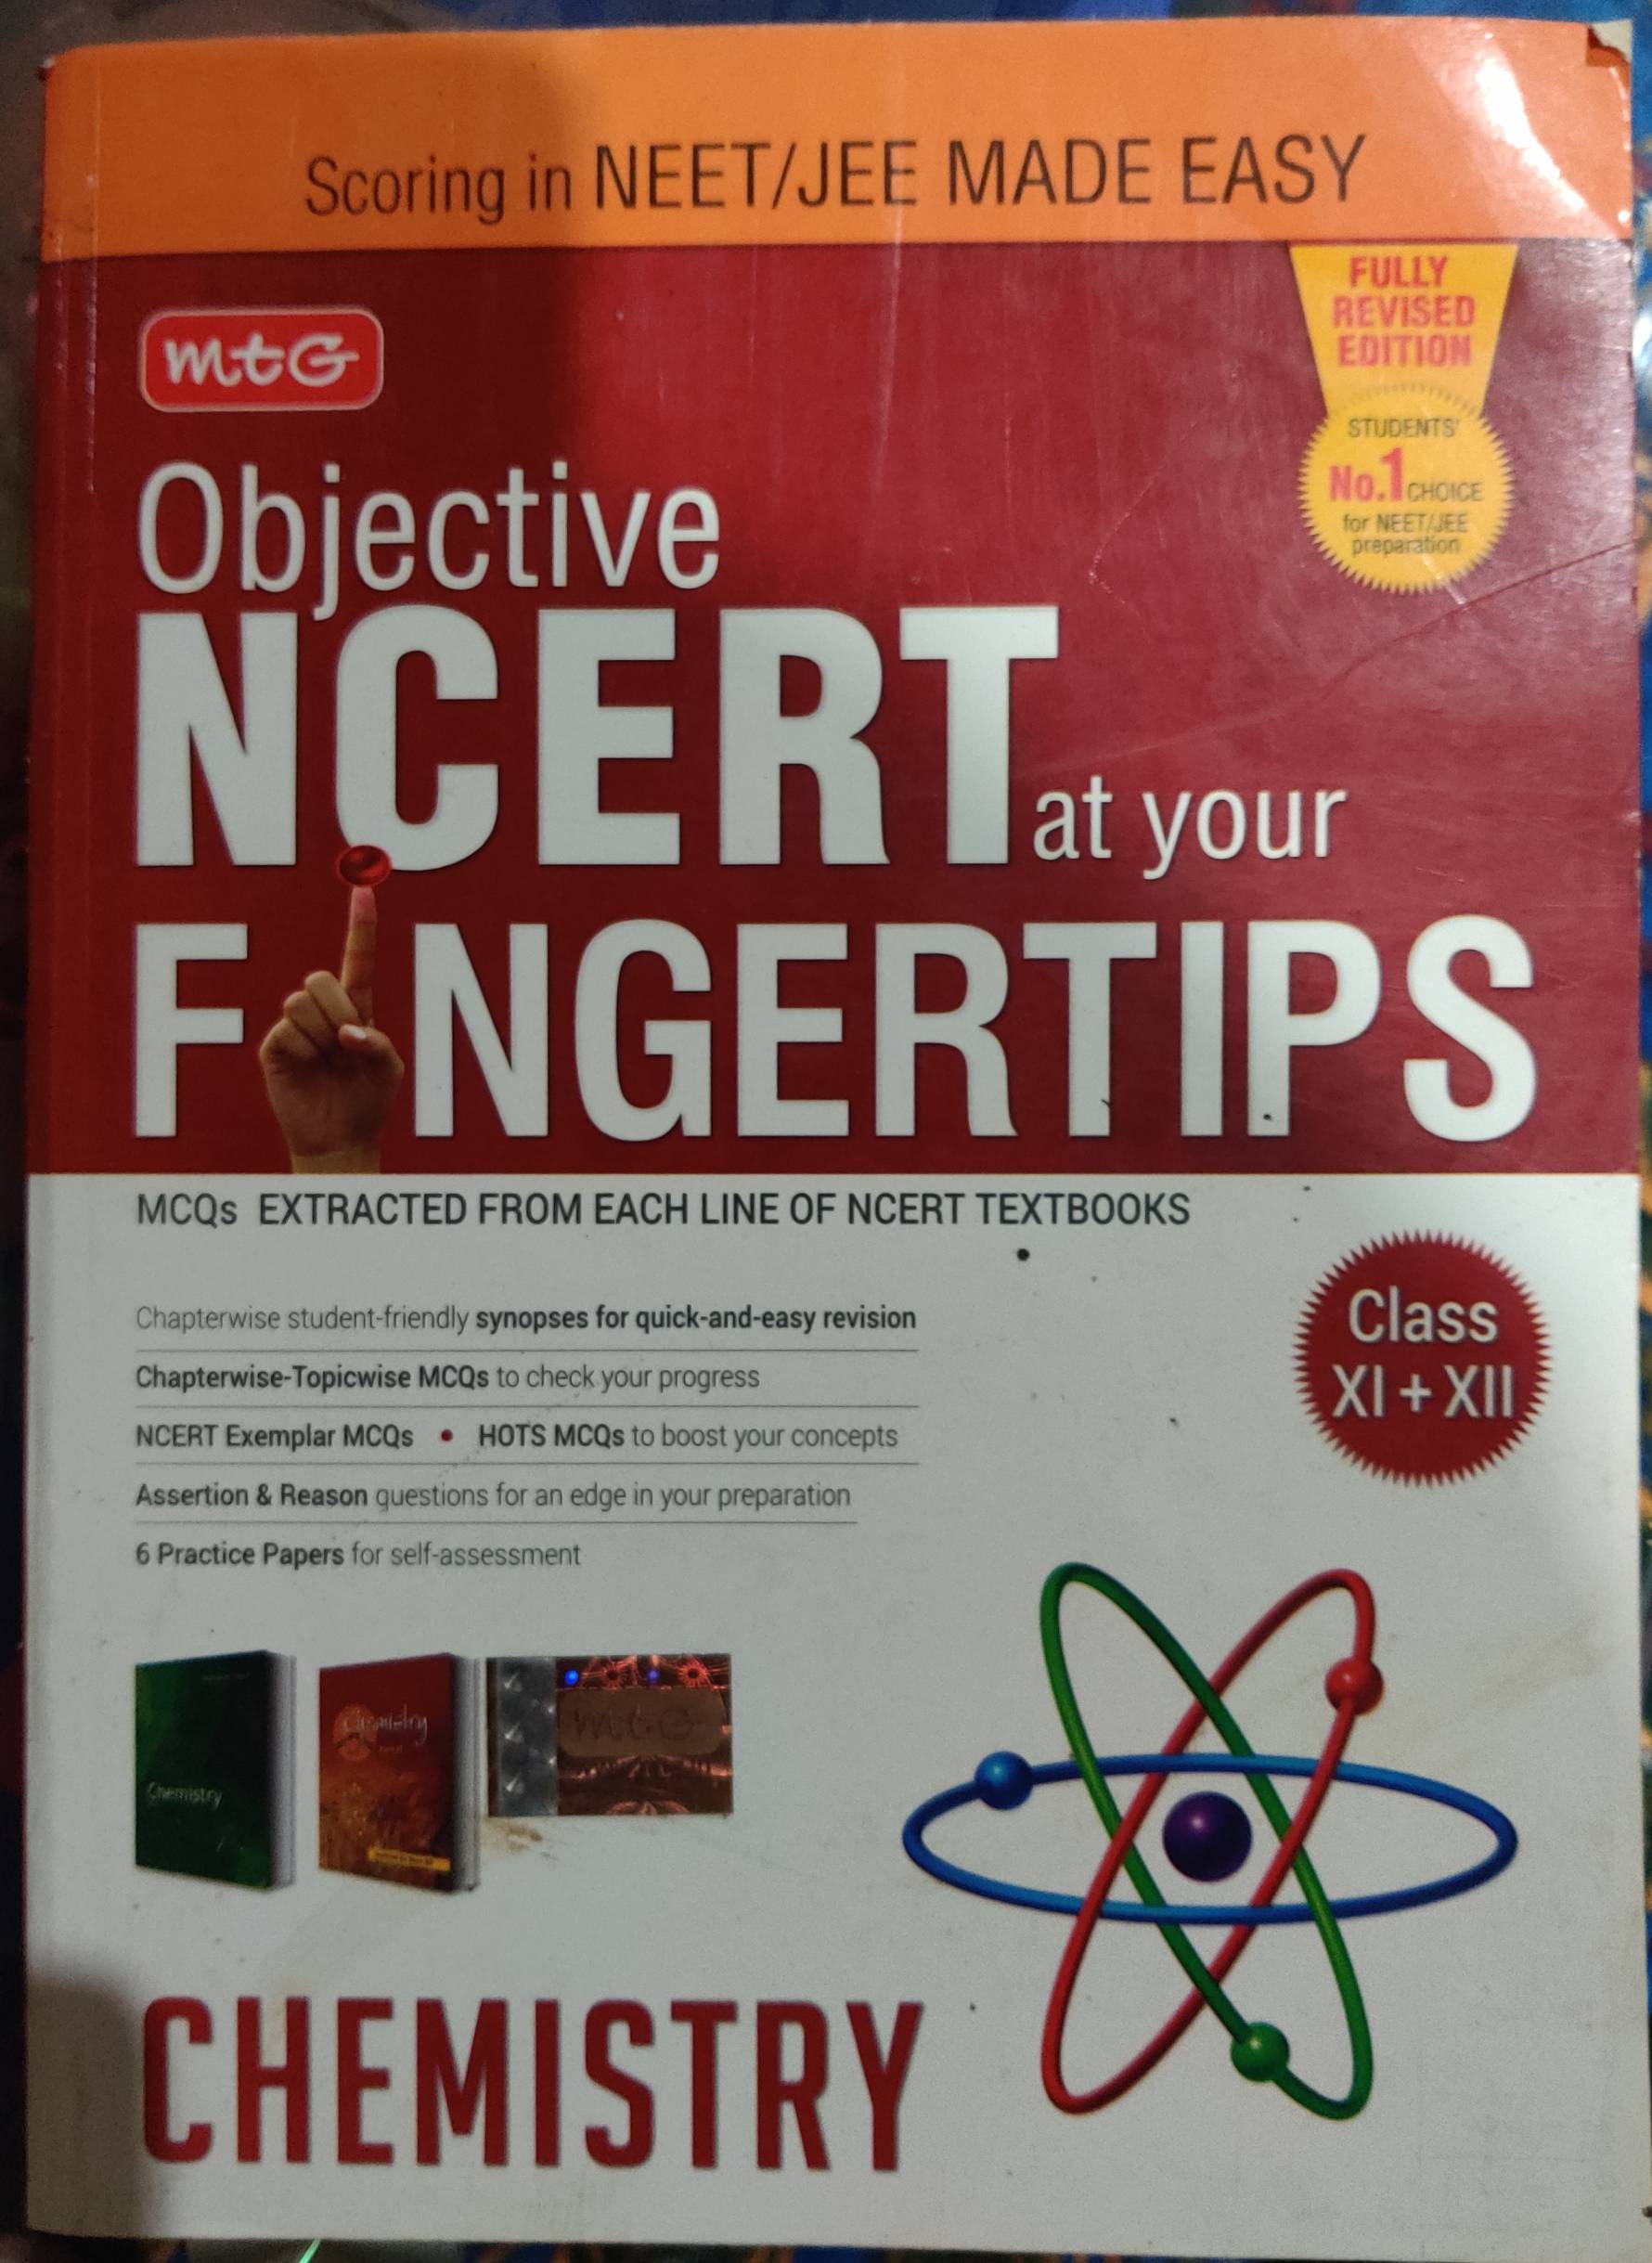 Scoring in NEET/JEE MADE EASY
FULLY
REVISED
EDITION
mtG
STUDENTS'
No.1 CHOICE
for NEET/JEE
preparation
Objective
NCERT at your
FINGERTIPS
MCQs EXTRACTED FROM EACH LINE OF NCERT TEXTBOOKS
Chapterwise student-friendly synopses for quick-and-easy revision
Chapterwise-Topicwise MCQs to check your progress
NCERT Exemplar MCQs • HOTS MCQs to boost your concepts
Assertion & Reason questions for an edge in your preparation
6 Practice Papers for self-assessment
Class
XI + XII
Chemistry
Chemistry
mtG
CHEMISTRY